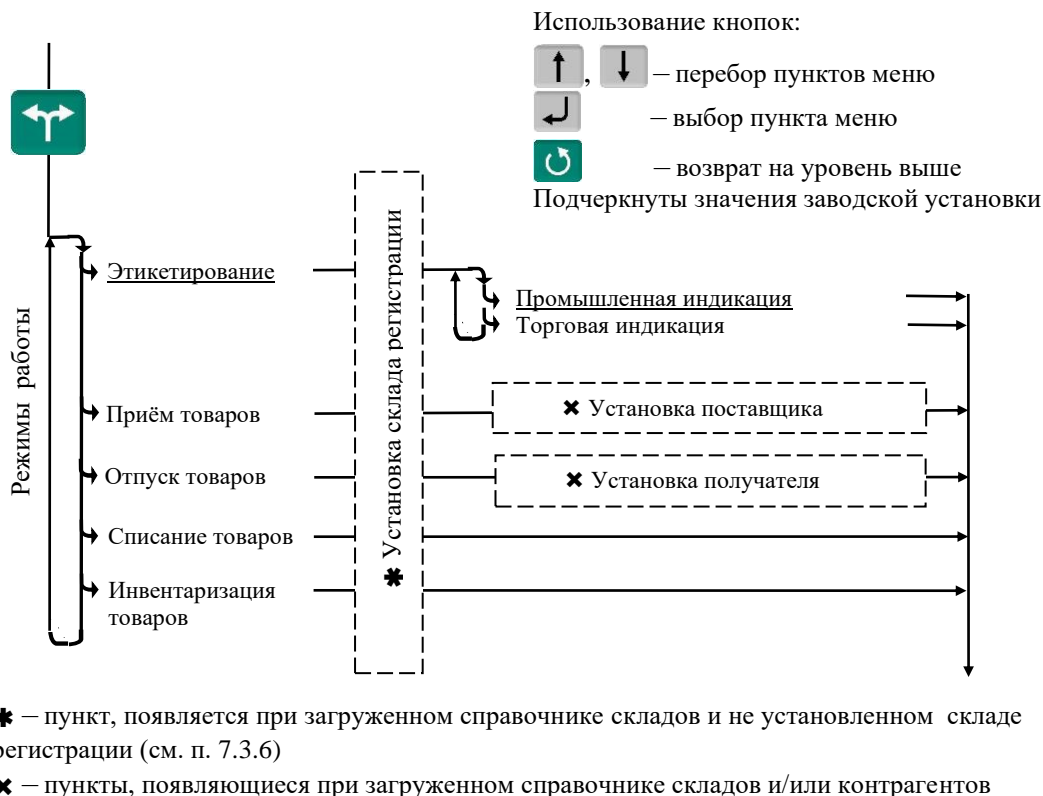 Использование кнопок:
, – перебор пунктов меню
– выбор пункта меню
– возврат на уровень выше
Подчеркнуты значения заводской установки
Режимы работы
Этикетирование
✱ Установка склада регистрации
Промышленная индикация
Торговая индикация
Приём товаров
✖ Установка поставщика
Отпуск товаров
✖ Установка получателя
Списание товаров
Инвентаризация
товаров
✱ – пункт, появляется при загруженном справочнике складов и не установленном складе
регистрации (см. п. 7.3.6)
✖ – пункты, появляющиеся при загруженном справочнике складов и/или контрагентов